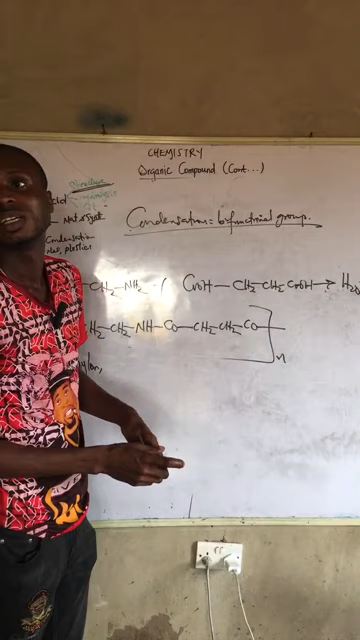 CHEMISTRY
Organic Compound (Cont...)
Condensation = bifunctional group.
Nat & Synt
Condensation
plastics
— CH2 — NH2 / COOH — CH2 CH2 COOH → H2O
CH2 — CH2 — NH — CO — CH2 CH2 CO —
n
ylon,